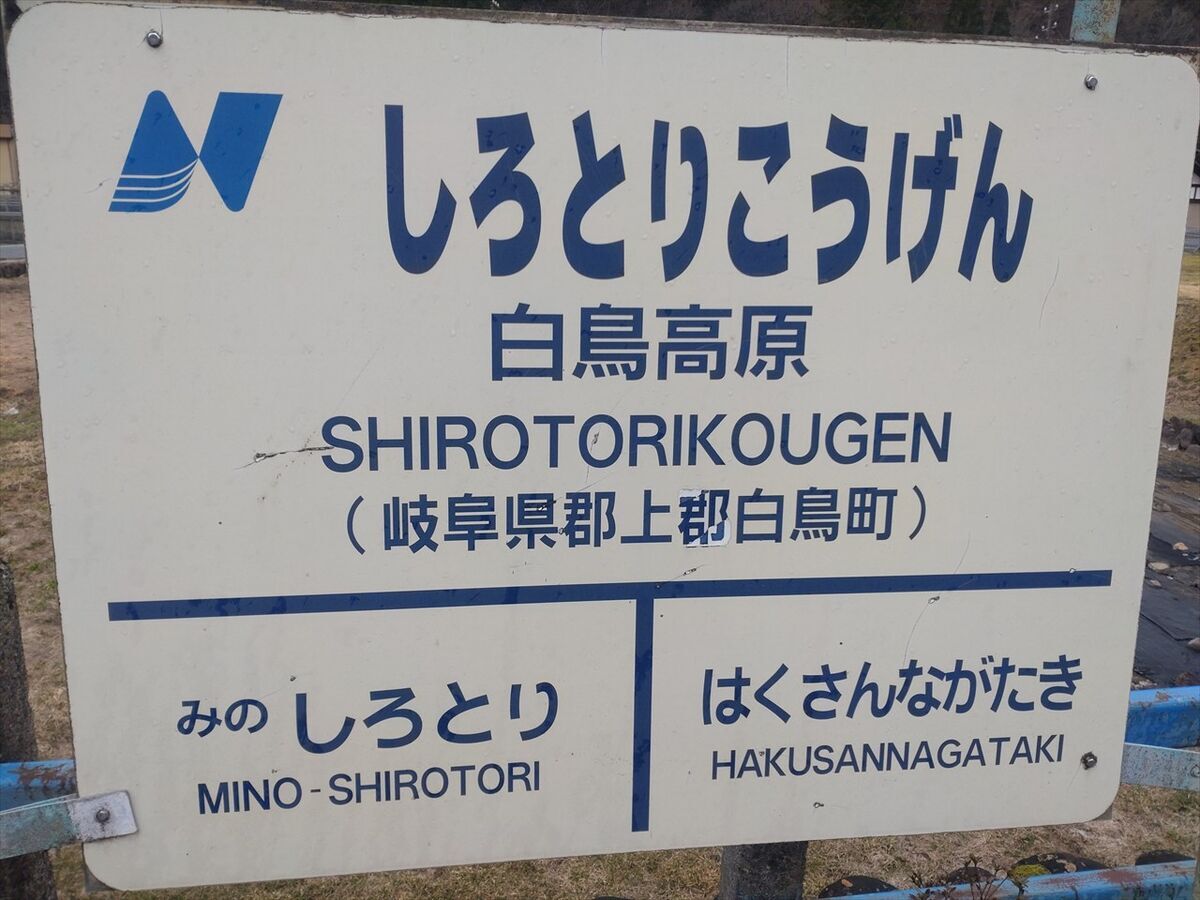 しろとりこうげん
白鳥高原
SHIROTORIKOUGEN
(岐阜県郡上郡白鳥町)
みのしろとり
MINO-SHIROTORI
はくさんながたき
HAKUSANNAGATAKI